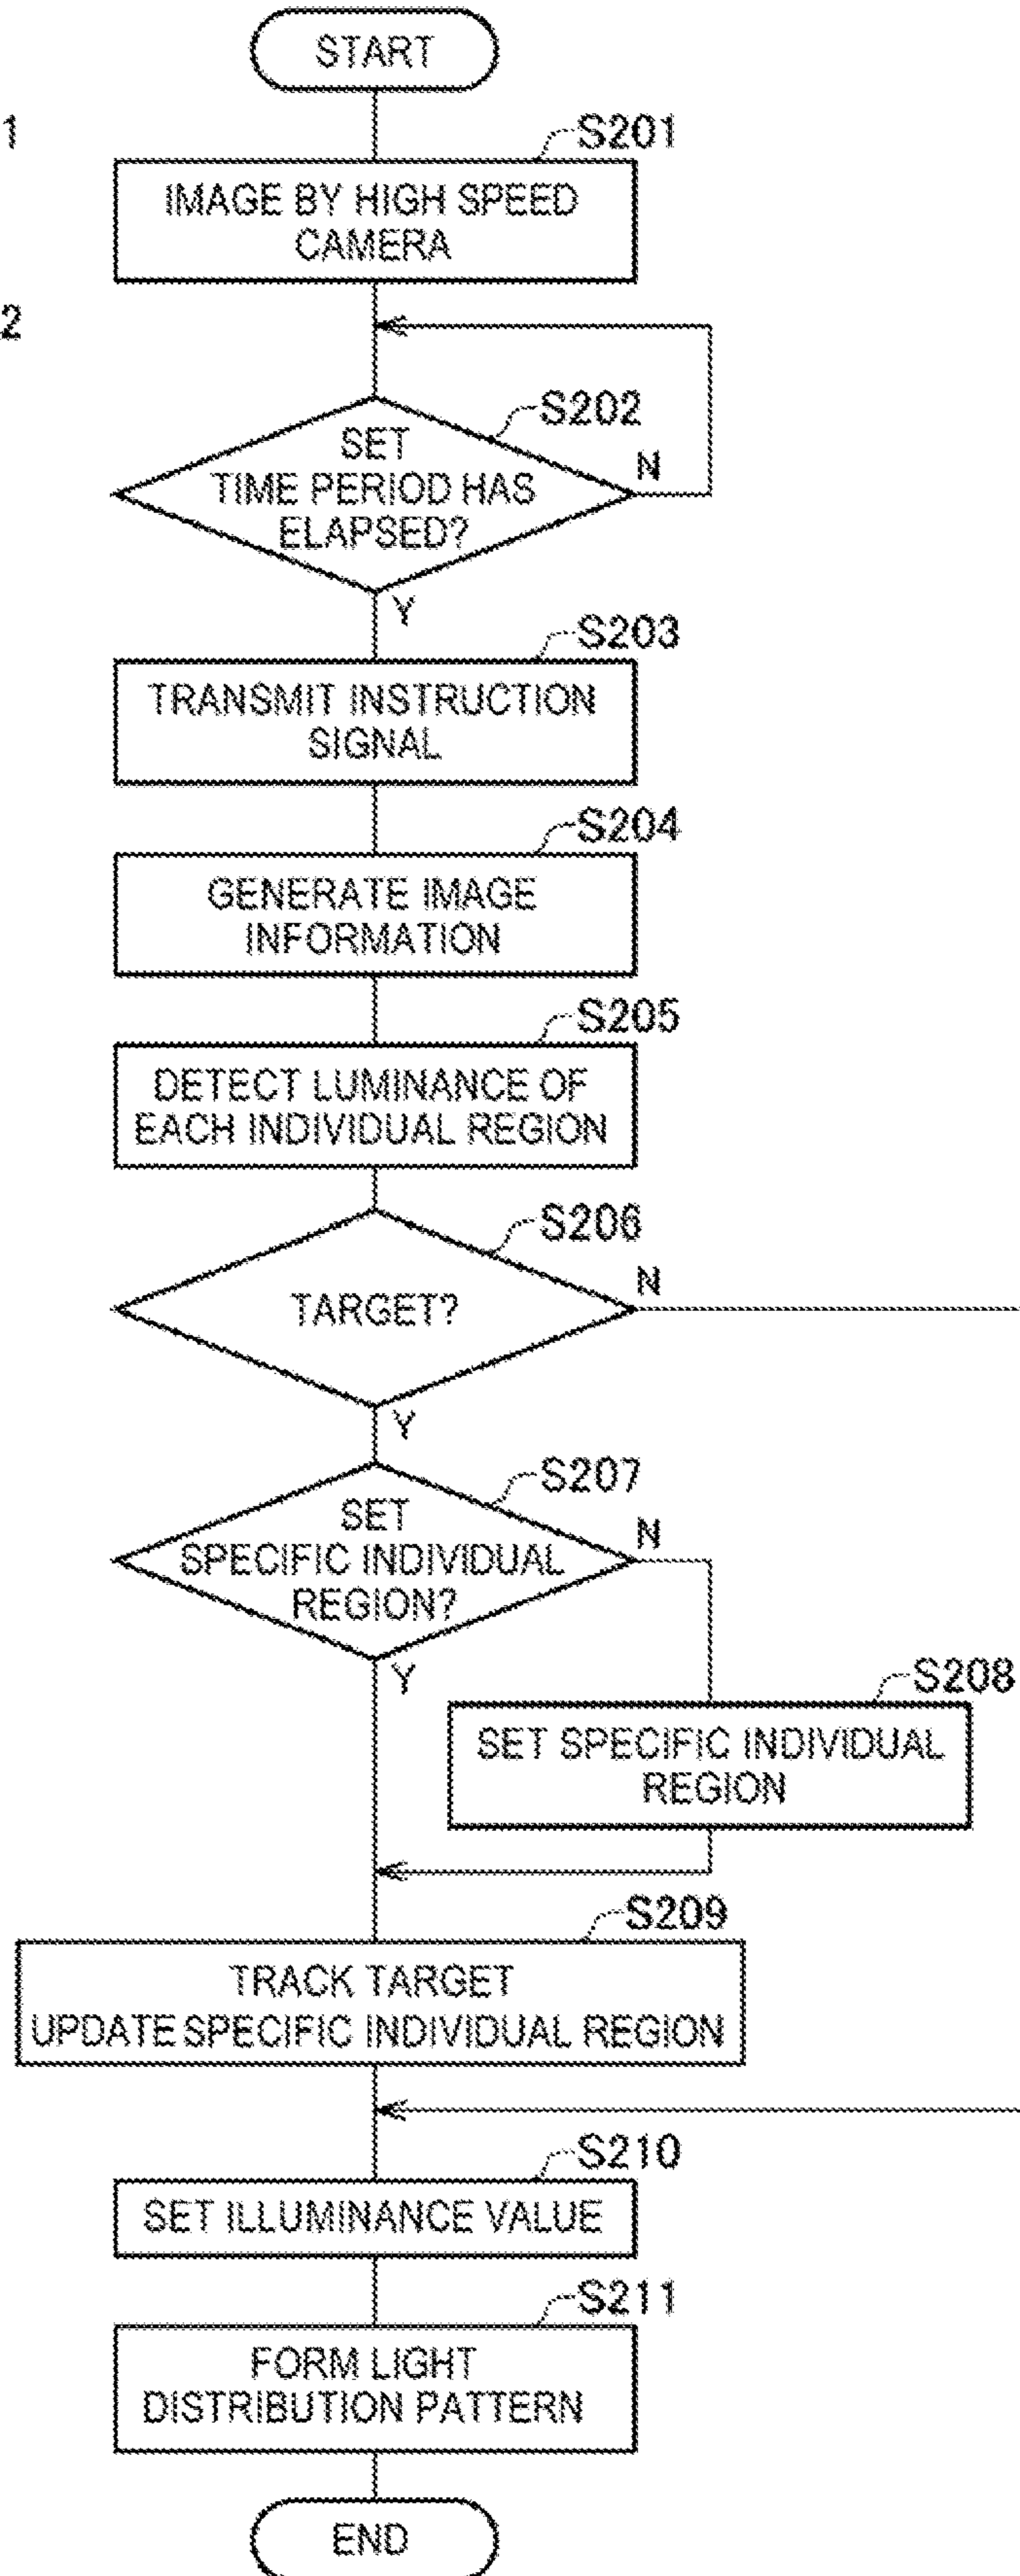 START
1
S201
IMAGE BY HIGH SPEED
CAMERA
2
S202
SET
TIME PERIOD HAS
ELAPSED?
N
Y
S203
TRANSMIT INSTRUCTION
SIGNAL
S204
GENERATE IMAGE
INFORMATION
S205
DETECT LUMINANCE OF
EACH INDIVIDUAL REGION
S206
TARGET?
N
Y
S207
SET
SPECIFIC INDIVIDUAL
REGION?
N
Y
S208
SET SPECIFIC INDIVIDUAL
REGION
S209
TRACK TARGET
UPDATE SPECIFIC INDIVIDUAL REGION
S210
SET ILLUMINANCE VALUE
S211
FORM LIGHT
DISTRIBUTION PATTERN
END